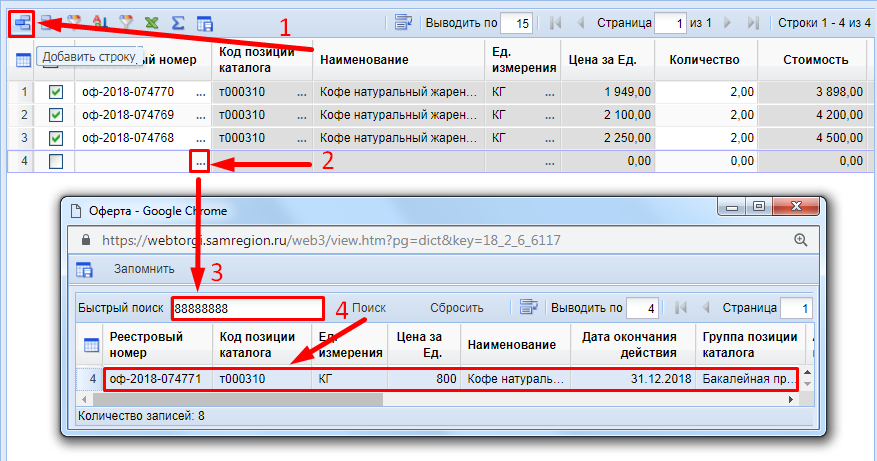 1
Выводить по 15 Страница 1 из 1 Строки 1 - 4 из 4
Добавить строку
ый номер Код позиции каталога Наименование Ед. измерения Цена за Ед. Количество Стоимость
1 оф-2018-074770 ... т000310 ... Кофе натуральный жарен... КГ ... 1 949,00 2,00 3 898,00
2 оф-2018-074769 ... т000310 ... Кофе натуральный жарен... КГ ... 2 100,00 2,00 4 200,00
3 оф-2018-074768 ... т000310 ... Кофе натуральный жарен... КГ ... 2 250,00 2,00 4 500,00
4 ... ... 0,00 0,00 0,00
2
Оферта - Google Chrome
https://webtorgi.samregion.ru/web3/view.htm?pg=dict&key=18_2_6_6117
Запомнить
3
Быстрый поиск 88888888 Поиск Сбросить Выводить по 4 Страница 1
4
Реестровый номер Код позиции каталога Ед. измерения Цена за Ед. Наименование Дата окончания действия Группа позиции каталога
4 оф-2018-074771 т000310 КГ 800 Кофе натураль... 31.12.2018 Бакалейная пр...
Количество записей: 8